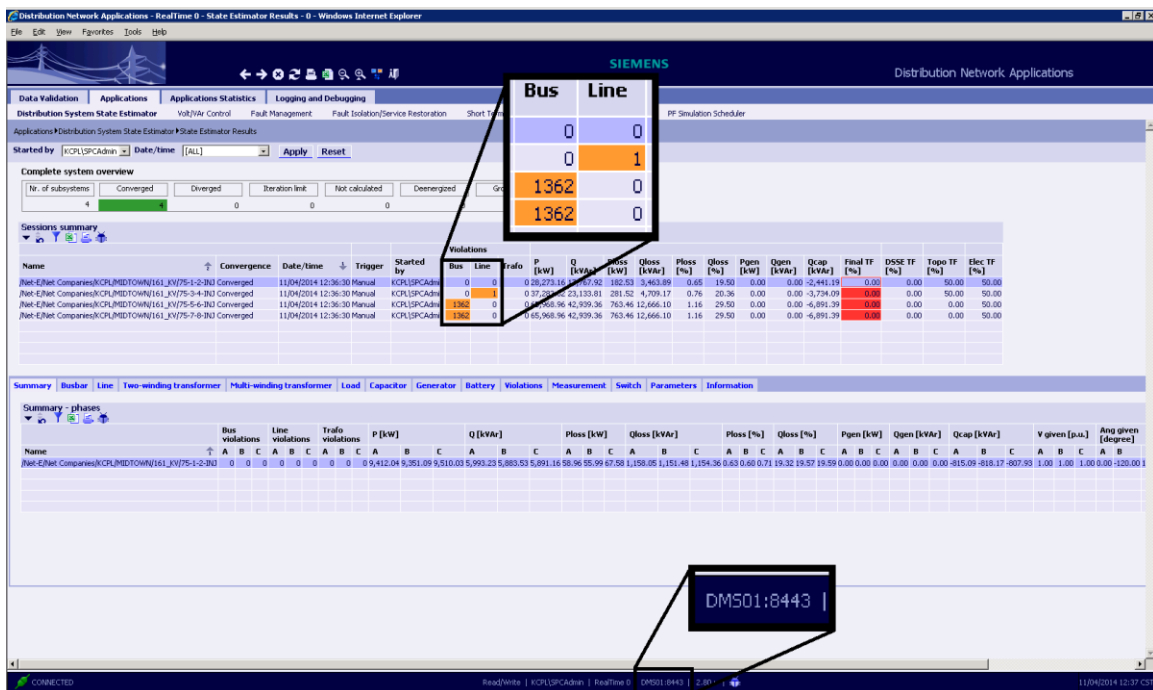 Distribution Network Applications - RealTime 0 - State Estimator Results - 0 - Windows Internet Explorer
File Edit View Favorites Tools Help
SIEMENS
Distribution Network Applications
Data Validation Applications Applications Statistics Logging and Debugging
Distribution System State Estimator Volt/VAr Control Fault Management Fault Isolation/Service Restoration Short Term PF Simulation Scheduler
Applications Distribution System State Estimator State Estimator Results
Started by KCPL\SPCAdmin Date/time [ALL] Apply Reset
Bus Line
0 0
0 1
1362 0
1362 0
Complete system overview
Nr. of subsystems Converged Diverged Iteration limit Not calculated Deenergized
4 4 0 0 0
Sessions summary
Violations
Name Convergence Date/time Trigger Started by Bus Line Trafo P [kW] Q [kVAr] Ploss [kW] Qloss [kVAr] Ploss [%] Qloss [%] Pgen [kW] Qgen [kVAr] Qcap [kVAr] Final TF [%] DSSE TF [%] Topo TF [%] Elec TF [%]
/Net-E/Net Companies/KCPL/MIDTOWN/161_KV/75-1-2-INJ Converged 11/04/2014 12:36:30 Manual KCPL\SPCAdmi 0 0 0 28,273.16 182.53 3,463.89 0.65 19.50 0.00 0.00 -2,441.19 0.00 0.00 50.00 50.00
/Net-E/Net Companies/KCPL/MIDTOWN/161_KV/75-3-4-INJ Converged 11/04/2014 12:36:30 Manual KCPL\SPCAdmi 0 1 23,133.81 281.52 4,709.17 0.76 20.36 0.00 0.00 -3,734.09 0.00 0.00 50.00 50.00
/Net-E/Net Companies/KCPL/MIDTOWN/161_KV/75-5-6-INJ Converged 11/04/2014 12:36:30 Manual KCPL\SPCAdmi 1362 0 42,939.36 763.46 12,666.10 1.16 29.50 0.00 0.00 -6,891.39 0.00 0.00 0.00 50.00
/Net-E/Net Companies/KCPL/MIDTOWN/161_KV/75-7-8-INJ Converged 11/04/2014 12:36:30 Manual KCPL\SPCAdmi 1362 0 0 65,968.96 42,939.36 763.46 12,666.10 1.16 29.50 0.00 0.00 -6,891.39 0.00 0.00 0.00 50.00
Summary Busbar Line Two-winding transformer Multi-winding transformer Load Capacitor Generator Battery Violations Measurement Switch Parameters Information
Summary - phases
Bus violations Line violations Trafo violations P [kW] Q [kVAr] Ploss [kW] Qloss [kVAr] Ploss [%] Qloss [%] Pgen [kW] Qgen [kVAr] Qcap [kVAr] V given [p.u.] Ang given [degree]
Name A B C A B C A B C A B C A B C A B C A B C A B C A B C A B C A B C A B C A B C A B
/Net-E/Net Companies/KCPL/MIDTOWN/161_KV/75-1-2-INJ 0 0 0 0 0 0 0 0 0 9,412.04 9,351.09 9,510.03 5,993.23 5,883.53 5,891.16 58.96 55.99 67.58 1,158.05 1,151.48 1,154.36 0.63 0.60 0.71 19.32 19.57 19.59 0.00 0.00 0.00 0.00 0.00 0.00 -815.09 -818.17 -807.93 1.00 1.00 1.00 0.00 -120.00
DMS01:8443 |
CONNECTED Read/Write | KCPL\SPCAdmin | RealTime 0 DMS01:8443 | 11/04/2014 12:37 CST